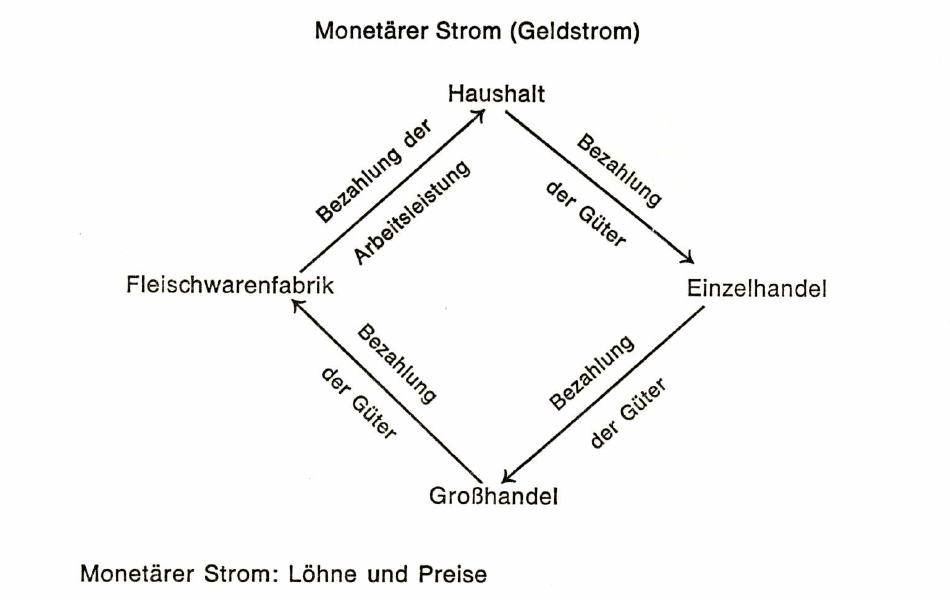 Monetärer Strom (Geldstrom)
Haushalt
Bezahlung der
Arbeitsleistung
Bezahlung
der Güter
Fleischwarenfabrik
Einzelhandel
Bezahlung
der Güter
Bezahlung
der Güter
Großhandel
Monetärer Strom: Löhne und Preise